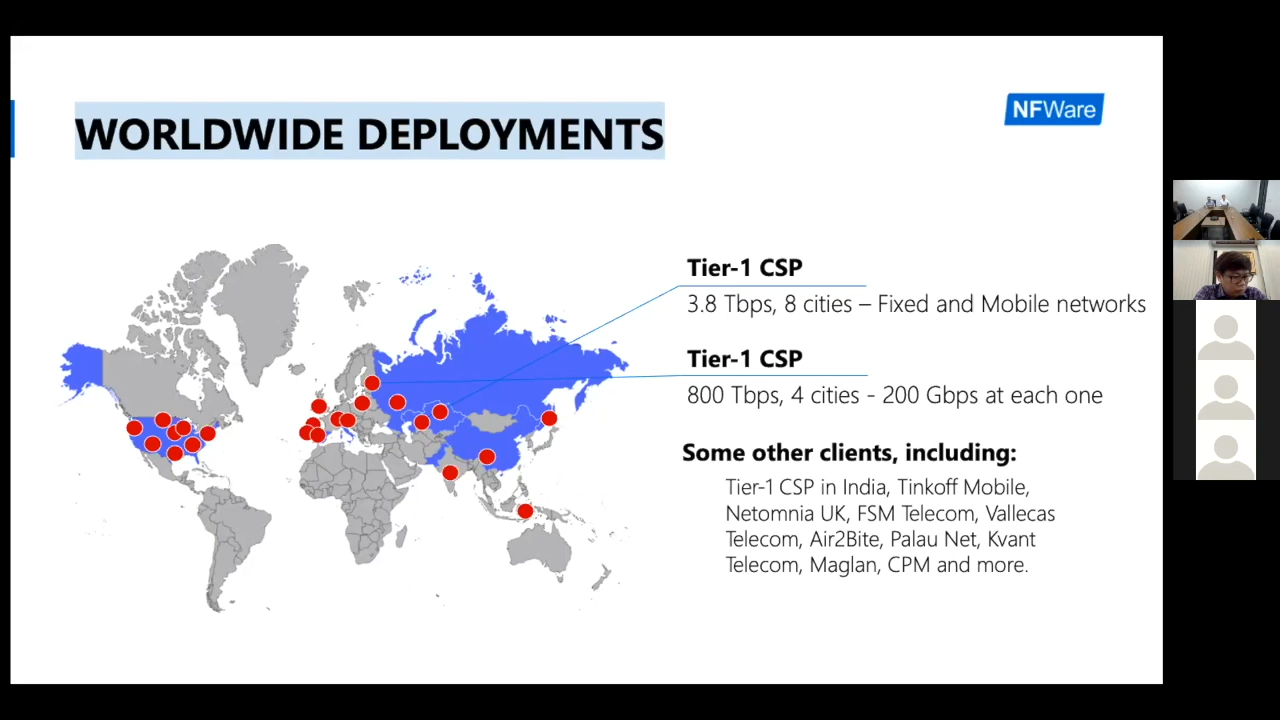 WORLDWIDE DEPLOYMENTS
NFWare
Tier-1 CSP
3.8 Tbps, 8 cities – Fixed and Mobile networks
Tier-1 CSP
800 Tbps, 4 cities - 200 Gbps at each one
Some other clients, including:
Tier-1 CSP in India, Tinkoff Mobile,
Netomnia UK, FSM Telecom, Vallecas
Telecom, Air2Bite, Palau Net, Kvant
Telecom, Maglan, CPM and more.